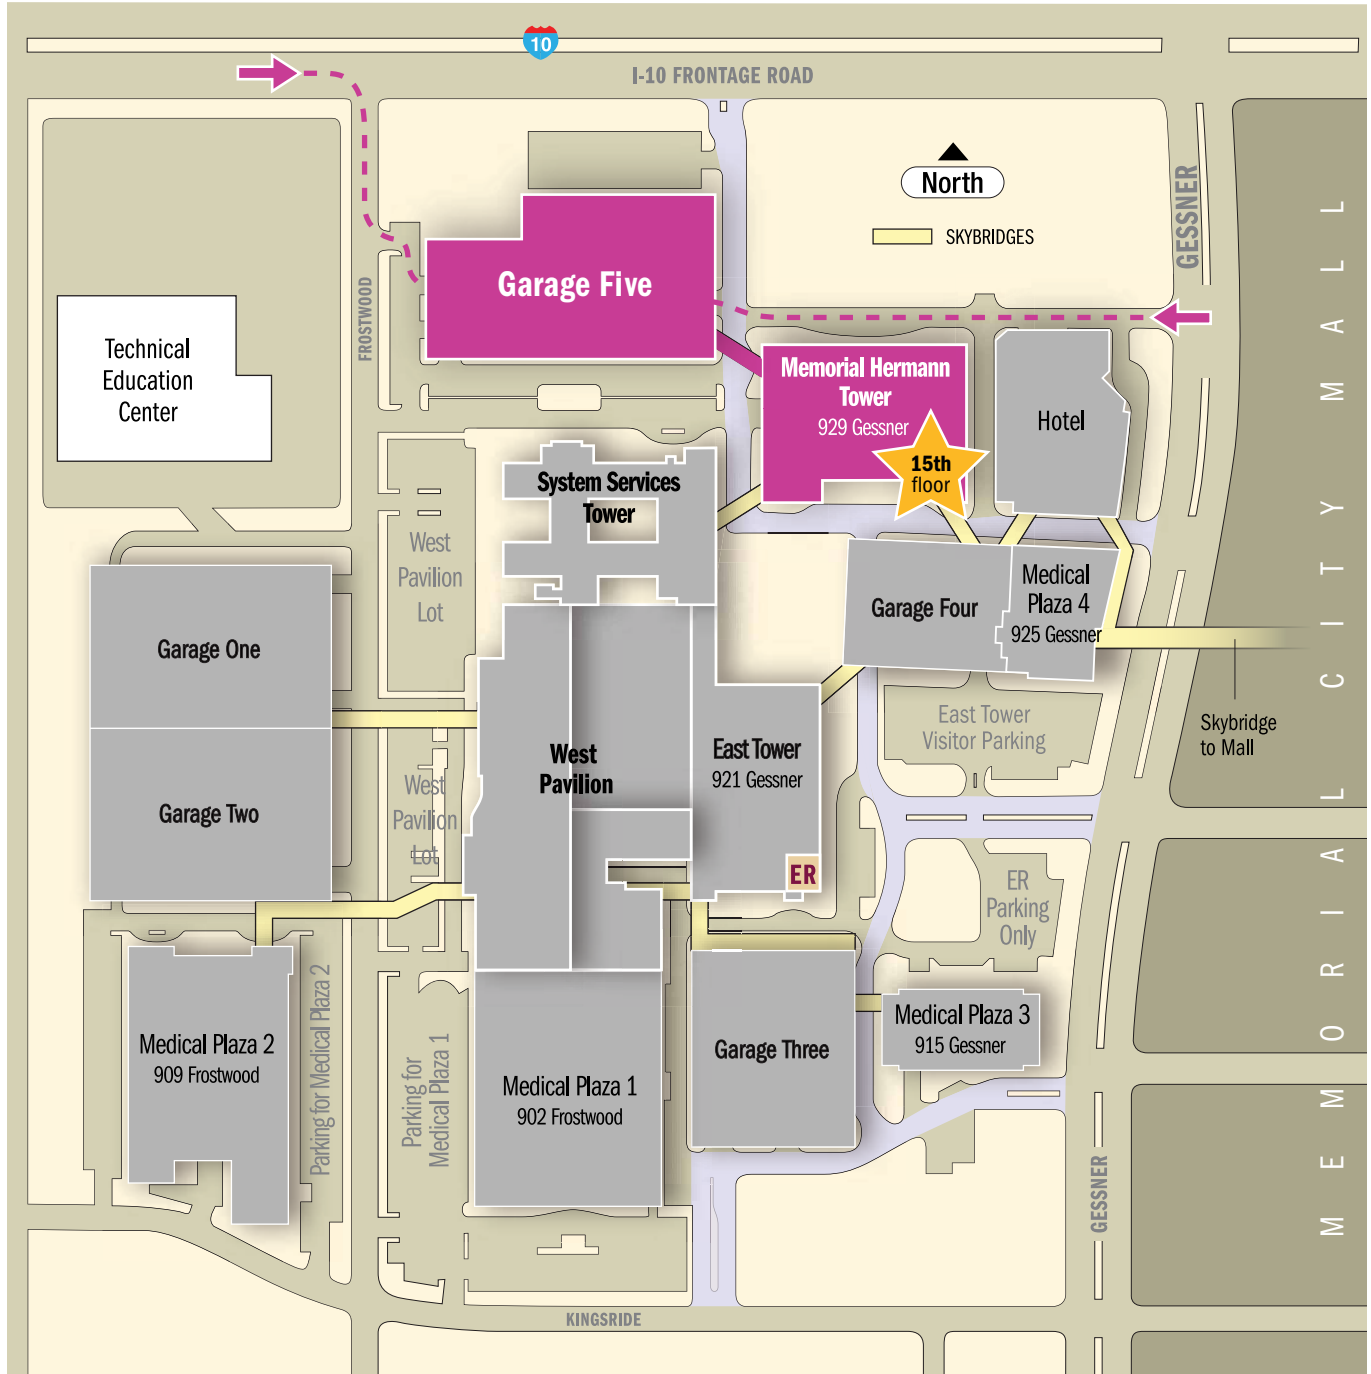 10
I-10 FRONTAGE ROAD
North
SKYBRIDGES
GESSNER
MEMORIAL CITY MALL
FROSTWOOD
Garage Five
Technical
Education
Center
Memorial Hermann
Tower
929 Gessner
15th
floor
Hotel
System Services
Tower
West
Pavilion
Lot
Garage One
Garage Four
Medical
Plaza 4
925 Gessner
East Tower
Visitor Parking
Skybridge
to Mall
West
Pavilion
East Tower
921 Gessner
Garage Two
West
Pavilion
Lot
ER
ER
Parking
Only
Medical Plaza 2
909 Frostwood
Parking for Medical Plaza 2
Parking for
Medical Plaza 1
Medical Plaza 1
902 Frostwood
Garage Three
Medical Plaza 3
915 Gessner
GESSNER
KINGSRIDE